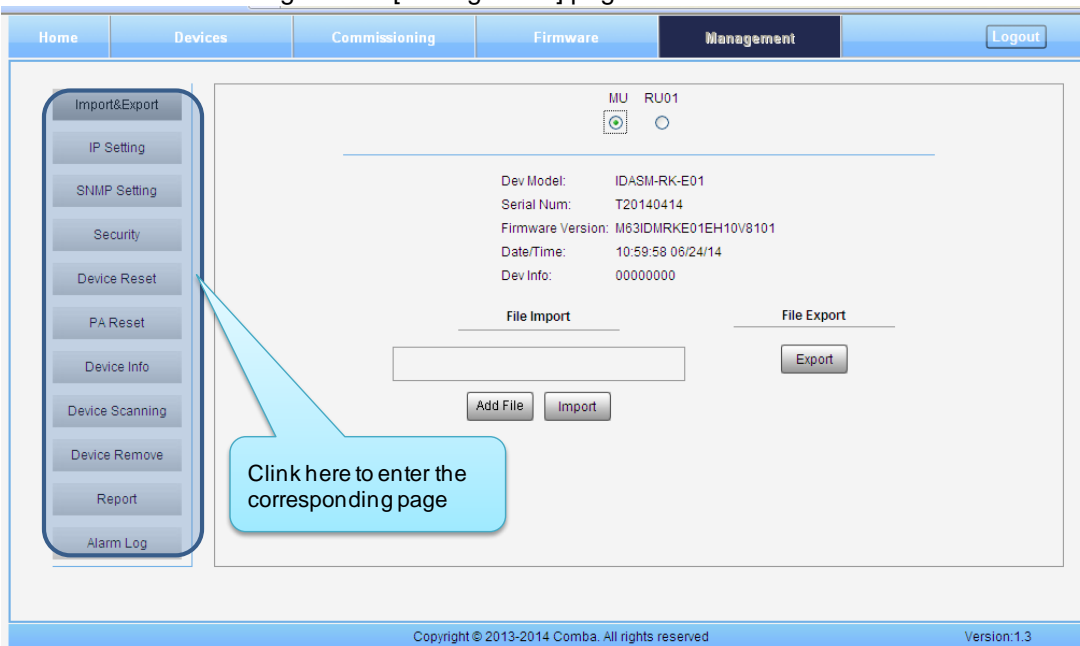 Home Devices Commissioning Firmware Management Logout
Import&Export
IP Setting
SNMP Setting
Security
Device Reset
PA Reset
Device Info
Device Scanning
Device Remove
Report
Alarm Log
MU RU01
Dev Model: IDASM-RK-E01
Serial Num: T20140414
Firmware Version: M63IDMRKE01EH10V8101
Date/Time: 10:59:58 06/24/14
Dev Info: 00000000
File Import
File Export
Export
Add File Import
Clink here to enter the
corresponding page
Copyright © 2013-2014 Comba. All rights reserved Version:1.3